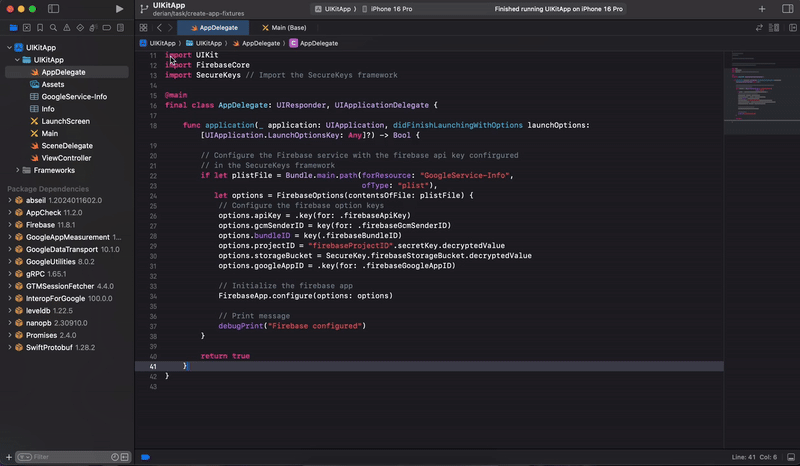 UIKitApp
derian/task/create-app-fixtures
UIKitApp 〉 iPhone 16 Pro
Finished running UIKitApp on iPhone 16 Pro
AppDelegate
Main (Base)
UIKitApp 〉 UIKitApp 〉 AppDelegate 〉 C AppDelegate
UIKitApp
UIKitApp
AppDelegate
Assets
GoogleService-Info
Info
LaunchScreen
Main
SceneDelegate
ViewController
Frameworks
Package Dependencies
abseil 1.2024011602.0
AppCheck 11.2.0
Firebase 11.8.1
GoogleAppMeasurement 1...
GoogleDataTransport 10.1.0
GoogleUtilities 8.0.2
gRPC 1.65.1
GTMSessionFetcher 4.4.0
InteropForGoogle 100.0.0
leveldb 1.22.5
nanopb 2.30910.0
Promises 2.4.0
SwiftProtobuf 1.28.2
Filter
11 import UIKit
12 import FirebaseCore
13 import SecureKeys // Import the SecureKeys framework
14
15 @main
16 final class AppDelegate: UIResponder, UIApplicationDelegate {
17
18 func application(_ application: UIApplication, didFinishLaunchingWithOptions launchOptions:
[UIApplication.LaunchOptionsKey: Any]?) -> Bool {
19
20 // Configure the Firebase service with the firebase api key confirgured
21 // in the SecureKeys framework
22 if let plistFile = Bundle.main.path(forResource: "GoogleService-Info",
23 ofType: "plist"),
24 let options = FirebaseOptions(contentsOfFile: plistFile) {
25 // Configure the firebase option keys
26 options.apiKey = .key(for: .firebaseApiKey)
27 options.gcmSenderID = key(for: .firebaseGcmSenderID)
28 options.bundleID = key(.firebaseBundleID)
29 options.projectID = "firebaseProjectID".secretKey.decryptedValue
30 options.storageBucket = SecureKey.firebaseStorageBucket.decryptedValue
31 options.googleAppID = .key(for: .firebaseGoogleAppID)
32
33 // Initialize the firebase app
34 FirebaseApp.configure(options: options)
35
36 // Print message
37 debugPrint("Firebase configured")
38 }
39
40 return true
41 }
42 }
43
Line: 41 Col: 6